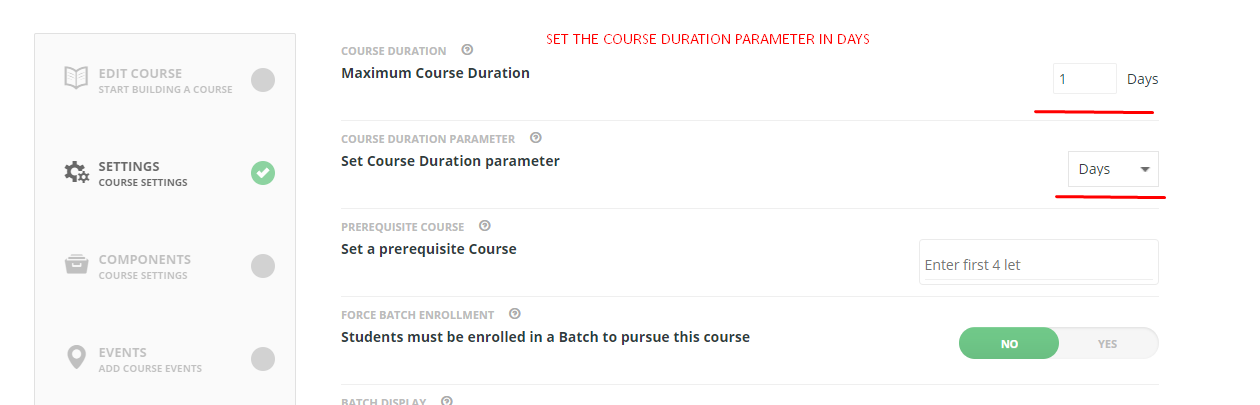 SET THE COURSE DURATION PARAMETER IN DAYS
EDIT COURSE
START BUILDING A COURSE
SETTINGS
COURSE SETTINGS
COMPONENTS
COURSE SETTINGS
EVENTS
ADD COURSE EVENTS
COURSE DURATION
Maximum Course Duration
1 Days
COURSE DURATION PARAMETER
Set Course Duration parameter
Days
PREREQUISITE COURSE
Set a prerequisite Course
Enter first 4 let
FORCE BATCH ENROLLMENT
Students must be enrolled in a Batch to pursue this course
NO YES
BATCH DISPLAY